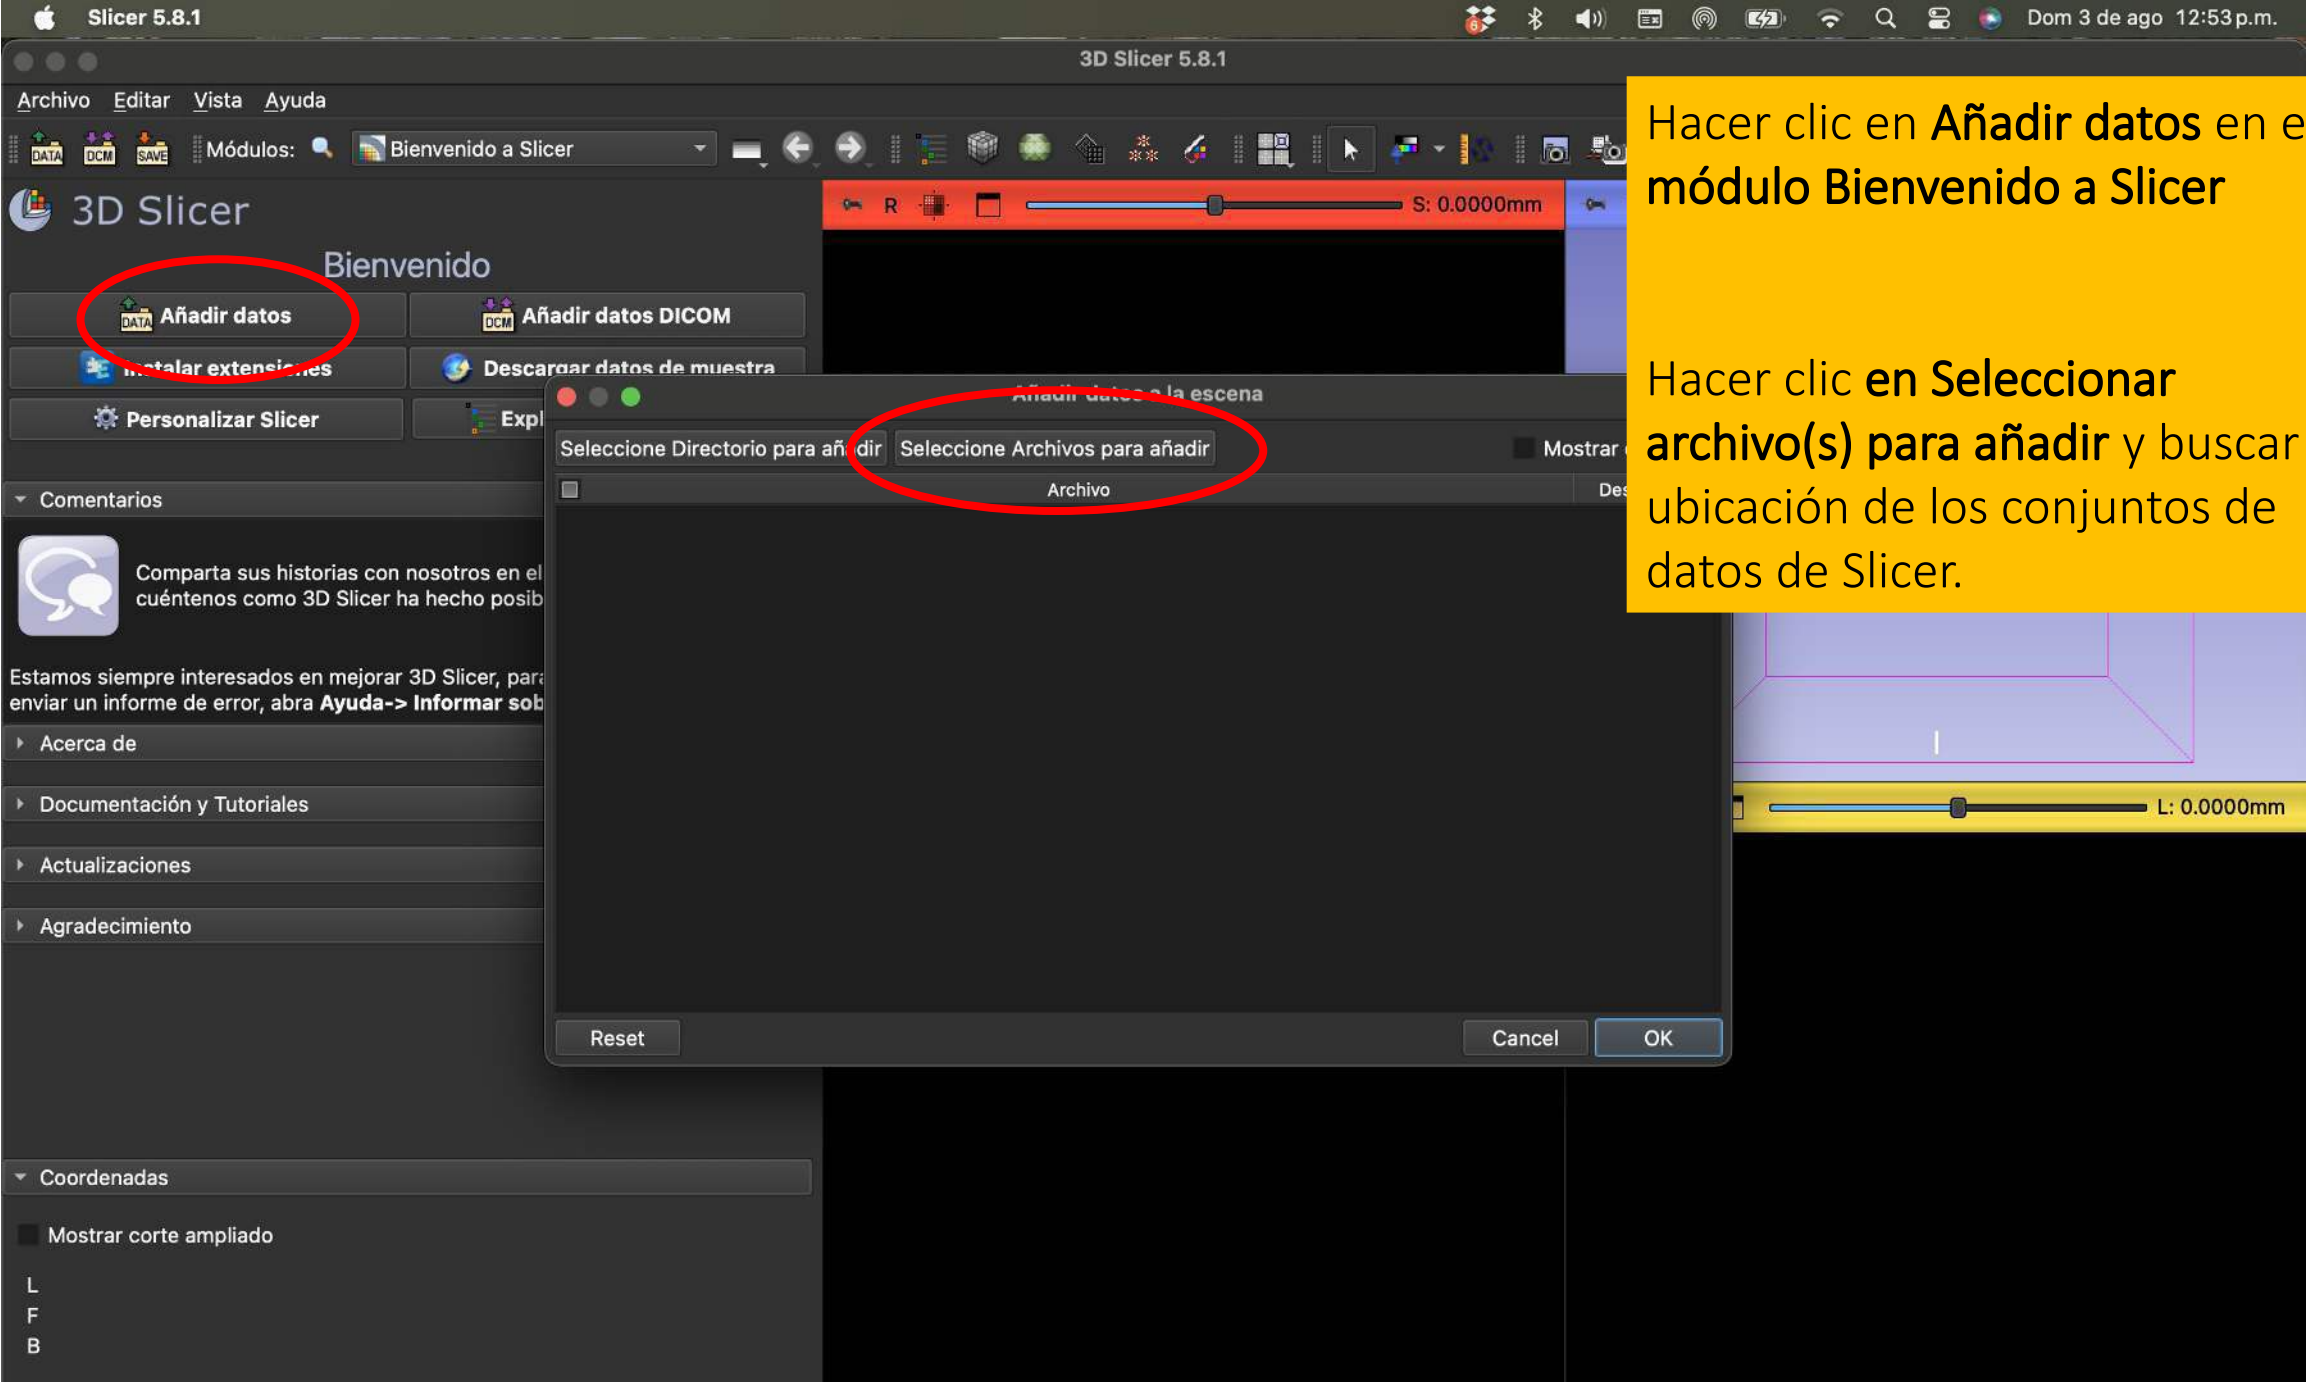 Slicer 5.8.1
Dom 3 de ago 12:53 p.m.
3D Slicer 5.8.1
Archivo Editar Vista Ayuda
DATA DCM SAVE Módulos: Bienvenido a Slicer
3D Slicer
R S: 0.0000mm
Bienvenido
DATA Añadir datos
DCM Añadir datos DICOM
Instalar extensiones
Descargar datos de muestra
Personalizar Slicer
Expl
Comentarios
Comparta sus historias con nosotros en el
cuéntenos como 3D Slicer ha hecho posib
Estamos siempre interesados en mejorar 3D Slicer, para
enviar un informe de error, abra Ayuda-> Informar sob
Acerca de
Documentación y Tutoriales
Actualizaciones
Agradecimiento
Coordenadas
Mostrar corte ampliado
L
F
B
Añadir datos a la escena
Seleccione Directorio para añadir Seleccione Archivos para añadir Mostrar
Archivo Des
Reset Cancel OK
Hacer clic en Añadir datos en e
módulo Bienvenido a Slicer
Hacer clic en Seleccionar
archivo(s) para añadir y buscar
ubicación de los conjuntos de
datos de Slicer.
L: 0.0000mm